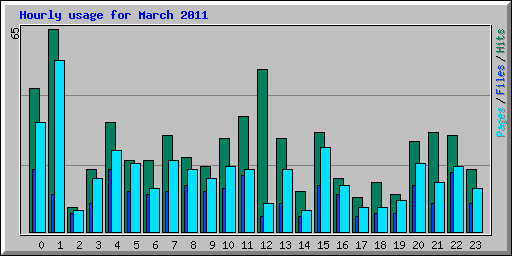 Hourly usage for March 2011
65
Pages / Files / Hits
0 1 2 3 4 5 6 7 8 9 10 11 12 13 14 15 16 17 18 19 20 21 22 23